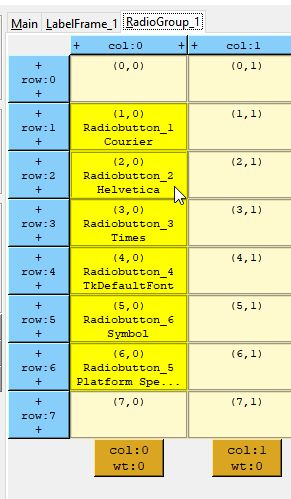 Main LabelFrame_1 RadioGroup_1
+ col:0 + + col:1
+
row:0
+
(0,0) (0,1)
+
row:1
+
(1,0)
Radiobutton_1
Courier
(1,1)
+
row:2
+
(2,0)
Radiobutton_2
Helvetica
(2,1)
+
row:3
+
(3,0)
Radiobutton_3
Times
(3,1)
+
row:4
+
(4,0)
Radiobutton_4
TkDefaultFont
(4,1)
+
row:5
+
(5,0)
Radiobutton_6
Symbol
(5,1)
+
row:6
+
(6,0)
Radiobutton_5
Platform Spe...
(6,1)
+
row:7
+
(7,0) (7,1)
col:0
wt:0
col:1
wt:0